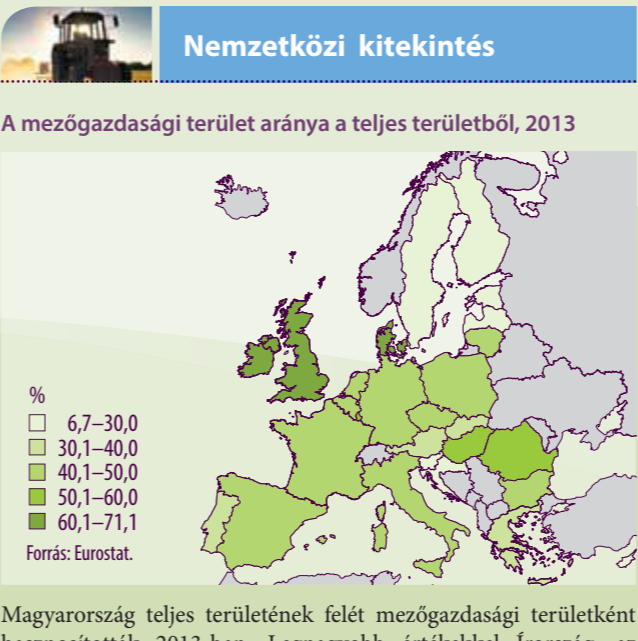 Nemzetközi kitekintés
A mezőgazdasági terület aránya a teljes területből, 2013
%
6,7–30,0
30,1–40,0
40,1–50,0
50,1–60,0
60,1–71,1
Forrás: Eurostat.
Magyarország teljes területének felét mezőgazdasági területként